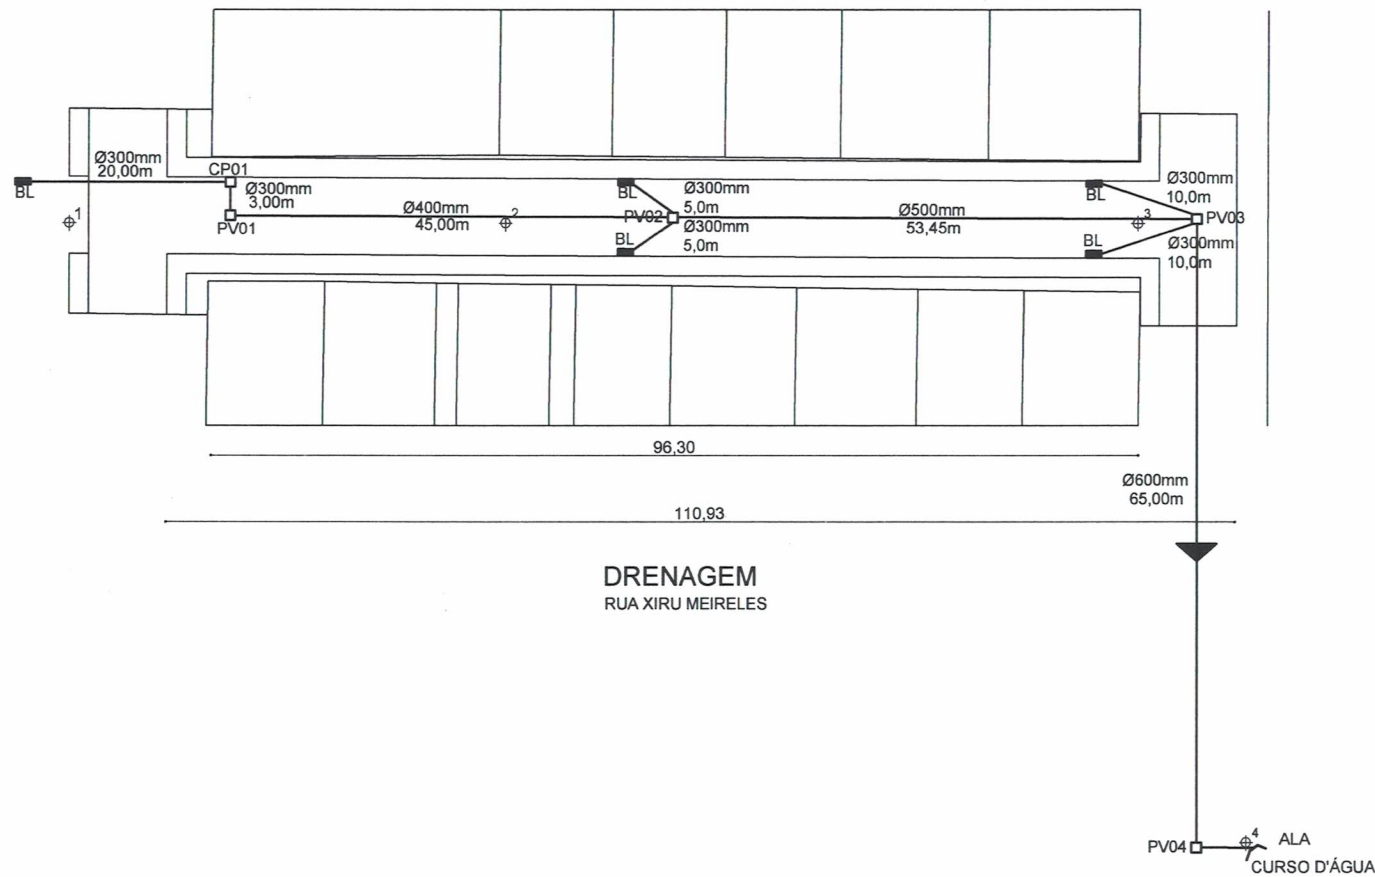 Ø300mm
20,00m
BL
CP01
Ø300mm
3,00m
PV01
1
Ø400mm
45,00m
2
BL
Ø300mm
5,0m
PV02
Ø300mm
5,0m
BL
Ø500mm
53,45m
BL
Ø300mm
10,0m
3
PV03
BL
Ø300mm
10,0m
96,30
Ø600mm
65,00m
110,93
DRENAGEM
RUA XIRU MEIRELES
PV04
4
ALA
CURSO D'ÁGUA